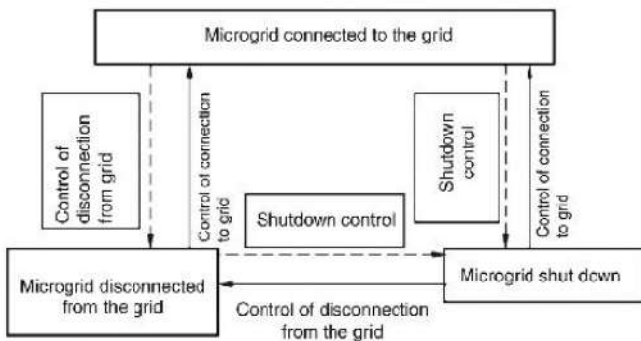 Microgrid connected to the grid
Control of
disconnection
from grid
Control of connection
to grid
Shutdown
control
Control of connection
to grid
Shutdown control
Microgrid disconnected
from the grid
Microgrid shut down
Control of disconnection
from the grid